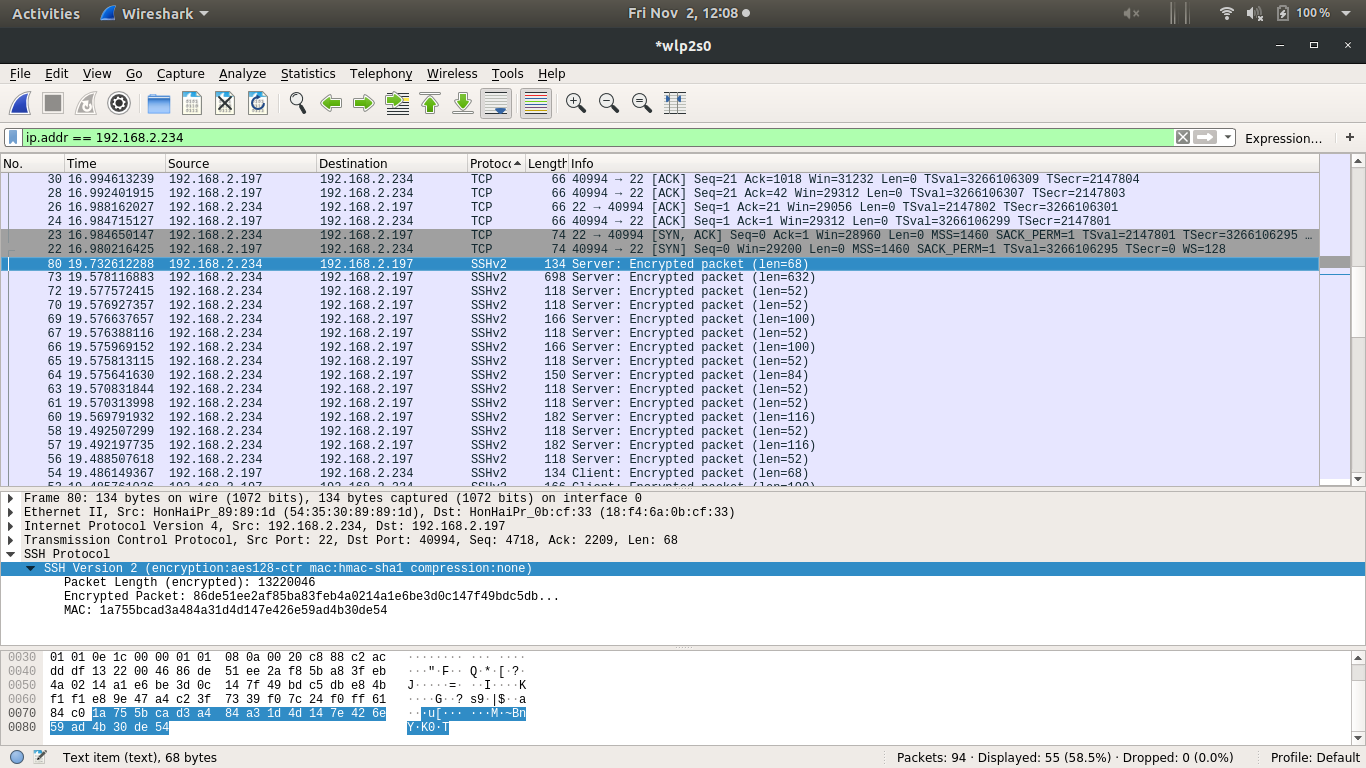 Activities Wireshark Fri Nov 2, 12:08 100 %
*wlp2s0
File Edit View Go Capture Analyze Statistics Telephony Wireless Tools Help
ip.addr == 192.168.2.234 Expression… +
No. Time Source Destination Protoc Length Info
30 16.994613239 192.168.2.197 192.168.2.234 TCP 66 40994 → 22 [ACK] Seq=21 Ack=1018 Win=31232 Len=0 TSval=3266106309 TSecr=2147804
28 16.992401915 192.168.2.197 192.168.2.234 TCP 66 40994 → 22 [ACK] Seq=21 Ack=42 Win=29312 Len=0 TSval=3266106307 TSecr=2147803
26 16.988162027 192.168.2.234 192.168.2.197 TCP 66 22 → 40994 [ACK] Seq=1 Ack=21 Win=29056 Len=0 TSval=2147802 TSecr=3266106301
24 16.984715127 192.168.2.197 192.168.2.234 TCP 66 40994 → 22 [ACK] Seq=1 Ack=1 Win=29312 Len=0 TSval=3266106299 TSecr=2147801
23 16.984650147 192.168.2.234 192.168.2.197 TCP 74 22 → 40994 [SYN, ACK] Seq=0 Ack=1 Win=28960 Len=0 MSS=1460 SACK_PERM=1 TSval=2147801 TSecr=3266106295 …
22 16.980216425 192.168.2.197 192.168.2.234 TCP 74 40994 → 22 [SYN] Seq=0 Win=29200 Len=0 MSS=1460 SACK_PERM=1 TSval=3266106295 TSecr=0 WS=128
80 19.732612288 192.168.2.234 192.168.2.197 SSHv2 134 Server: Encrypted packet (len=68)
73 19.578116883 192.168.2.234 192.168.2.197 SSHv2 698 Server: Encrypted packet (len=632)
72 19.577572415 192.168.2.234 192.168.2.197 SSHv2 118 Server: Encrypted packet (len=52)
70 19.576927357 192.168.2.234 192.168.2.197 SSHv2 118 Server: Encrypted packet (len=52)
69 19.576637657 192.168.2.234 192.168.2.197 SSHv2 166 Server: Encrypted packet (len=100)
67 19.576388116 192.168.2.234 192.168.2.197 SSHv2 118 Server: Encrypted packet (len=52)
66 19.575969152 192.168.2.234 192.168.2.197 SSHv2 166 Server: Encrypted packet (len=100)
65 19.575813115 192.168.2.234 192.168.2.197 SSHv2 118 Server: Encrypted packet (len=52)
64 19.575641630 192.168.2.234 192.168.2.197 SSHv2 150 Server: Encrypted packet (len=84)
63 19.570831844 192.168.2.234 192.168.2.197 SSHv2 118 Server: Encrypted packet (len=52)
61 19.570313998 192.168.2.234 192.168.2.197 SSHv2 118 Server: Encrypted packet (len=52)
60 19.569791932 192.168.2.234 192.168.2.197 SSHv2 182 Server: Encrypted packet (len=116)
58 19.492507299 192.168.2.234 192.168.2.197 SSHv2 118 Server: Encrypted packet (len=52)
57 19.492197735 192.168.2.234 192.168.2.197 SSHv2 182 Server: Encrypted packet (len=116)
56 19.488507618 192.168.2.234 192.168.2.197 SSHv2 118 Server: Encrypted packet (len=52)
54 19.486149367 192.168.2.197 192.168.2.234 SSHv2 134 Client: Encrypted packet (len=68)
Frame 80: 134 bytes on wire (1072 bits), 134 bytes captured (1072 bits) on interface 0
Ethernet II, Src: HonHaiPr_89:89:1d (54:35:30:89:89:1d), Dst: HonHaiPr_0b:cf:33 (18:f4:6a:0b:cf:33)
Internet Protocol Version 4, Src: 192.168.2.234, Dst: 192.168.2.197
Transmission Control Protocol, Src Port: 22, Dst Port: 40994, Seq: 4718, Ack: 2209, Len: 68
SSH Protocol
SSH Version 2 (encryption:aes128-ctr mac:hmac-sha1 compression:none)
Packet Length (encrypted): 13220046
Encrypted Packet: 86de51ee2af85ba83feb4a0214a1e6be3d0c147f49bdc5db...
MAC: 1a755bcad3a484a31d4d147e426e59ad4b30de54
0030 01 01 0e 1c 00 00 01 01 08 0a 00 20 c8 88 c2 ac ········ ··· ····
0040 dd df 13 22 00 46 86 de 51 ee 2a f8 5b a8 3f eb ···"·F·· Q·*·[·?·
0050 4a 02 14 a1 e6 be 3d 0c 14 7f 49 bd c5 db e8 4b J·····=· ··I····K
0060 f1 f1 e8 9e 47 a4 c2 3f 73 39 f0 7c 24 f0 ff 61 ····G··? s9·|$··a
0070 84 c0 1a 75 5b ca d3 a4 84 a3 1d 4d 14 7e 42 6e ···u[··· ···M·~Bn
0080 59 ad 4b 30 de 54 Y·K0·T
Text item (text), 68 bytes Packets: 94 · Displayed: 55 (58.5%) · Dropped: 0 (0.0%) Profile: Default